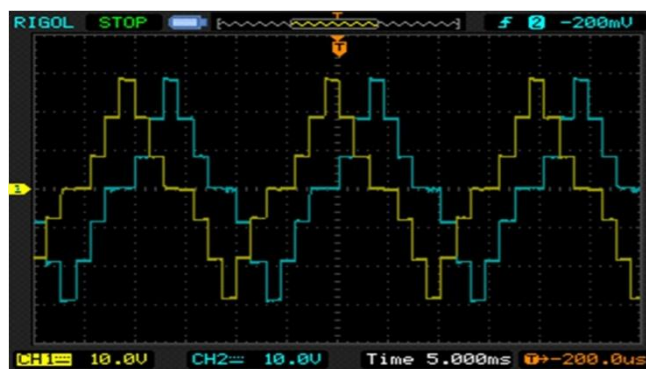 RIGOL STOP T 2 -200mV
T
1
CH1 10.0V CH2 10.0V Time 5.000ms T→-200.0us